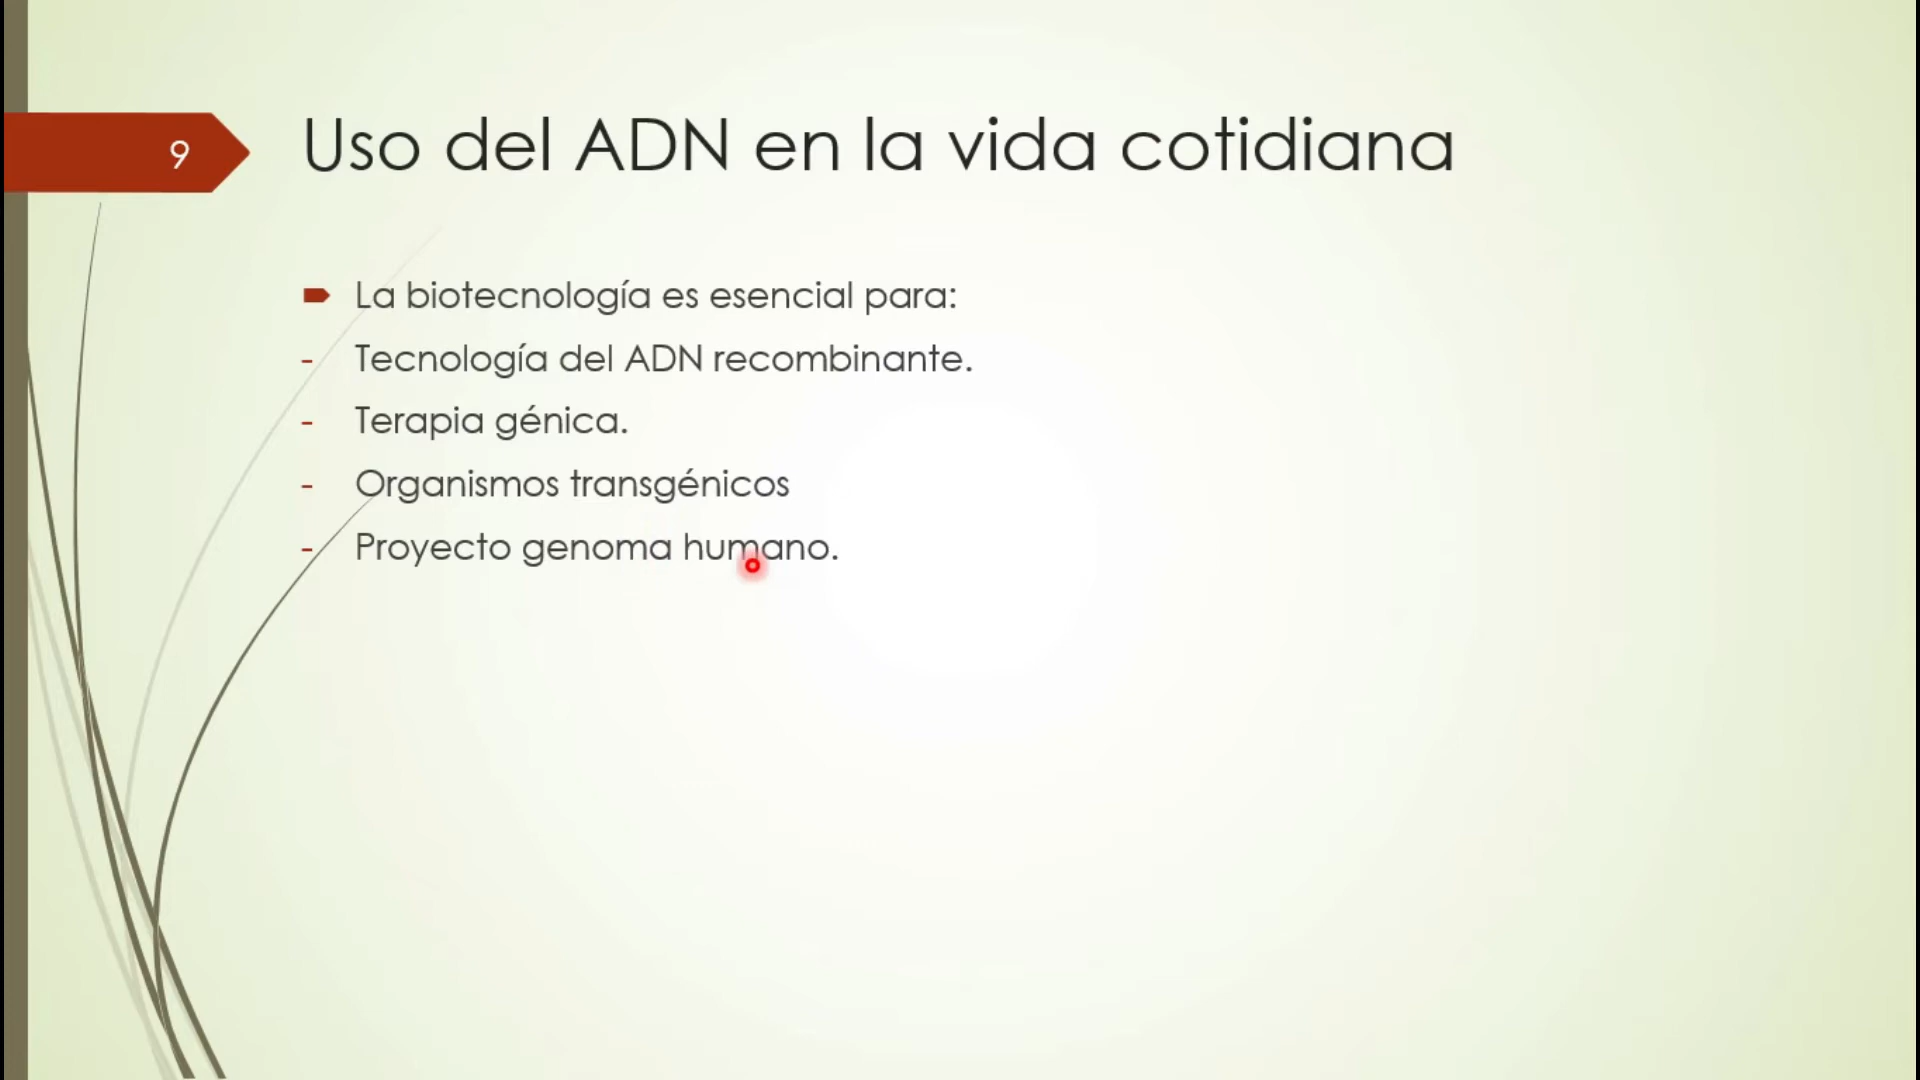 9
Uso del ADN en la vida cotidiana
La biotecnología es esencial para:
- Tecnología del ADN recombinante.
- Terapia génica.
- Organismos transgénicos
- Proyecto genoma humano.